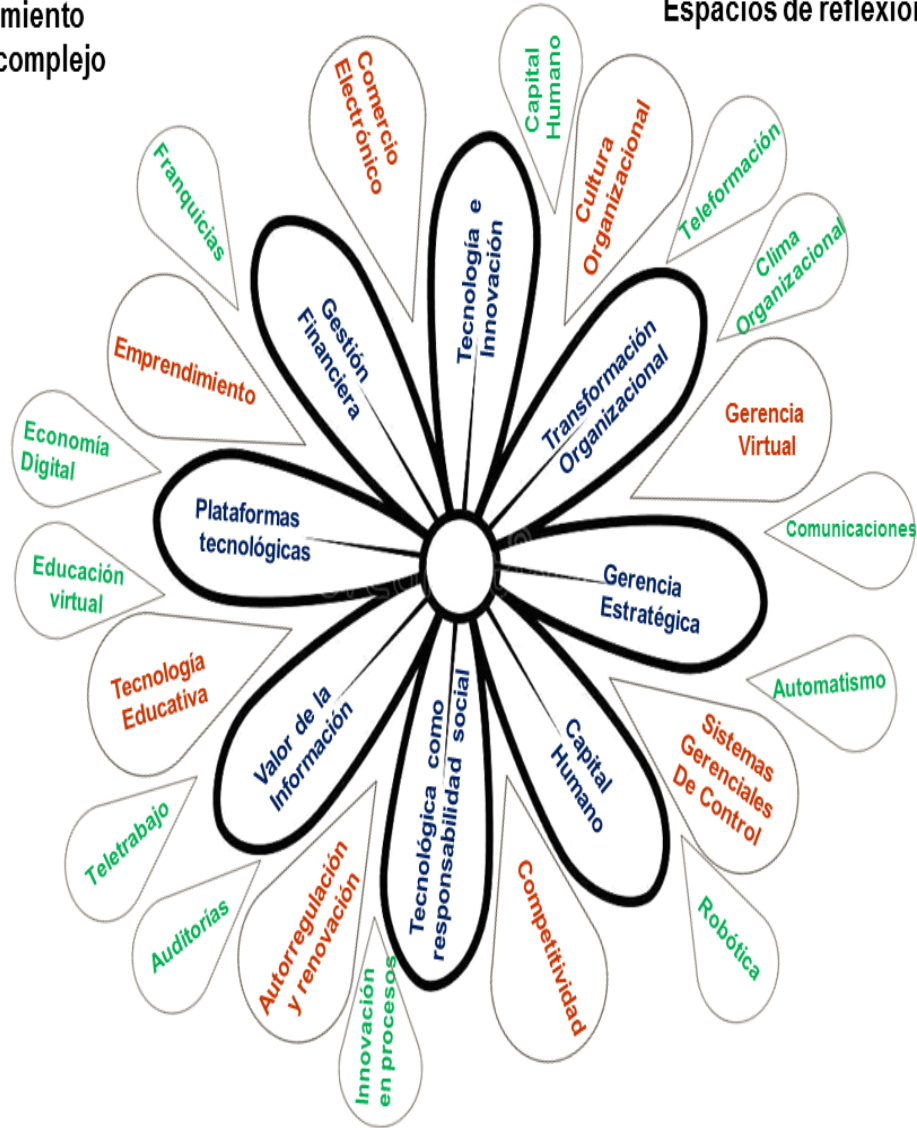 miento
complejo
Espacios de reflexión
Capital
Humano
Comercio
Electrónico
Cultura
Organizacional
Teleformación
Franquicias
Clima
Organizacional
Tecnología e
Innovación
Gestión
Financiera
Transformación
Organizacional
Emprendimiento
Gerencia
Virtual
Economía
Digital
Plataformas
tecnológicas
Comunicaciones
Educación
virtual
Gerencia
Estratégica
Tecnología
Educativa
Automatismo
Valor de la
Información
Tecnológica como
responsabilidad social
Capital
Humano
Sistemas
Gerenciales
De Control
Teletrabajo
Auditorías
Autorregulación
y renovación
Competitividad
Robótica
Innovación
en procesos